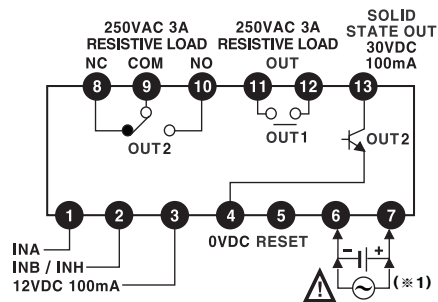 SOLID
250VAC 3A 250VAC 3A STATE OUT
RESISTIVE LOAD RESISTIVE LOAD 30VDC
NC COM NO OUT 100mA
8 9 10 11 12 13
OUT2 OUT1 OUT2
1 2 3 4 5 6 7
INA 0VDC RESET - +
INB / INH
12VDC 100mA (※1)